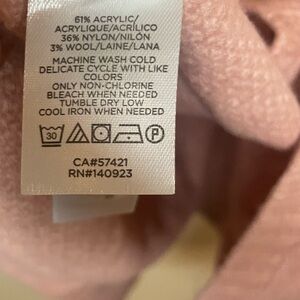 61% ACRYLIC/
ACRYLIQUE/ACRÍLICO
36% NYLON/NILÓN
3% WOOL/LAINE/LANA
MACHINE WASH COLD
DELICATE CYCLE WITH LIKE
COLORS
ONLY NON-CHLORINE
BLEACH WHEN NEEDED
TUMBLE DRY LOW
COOL IRON WHEN NEEDED
30 P
CA#57421
RN#140923